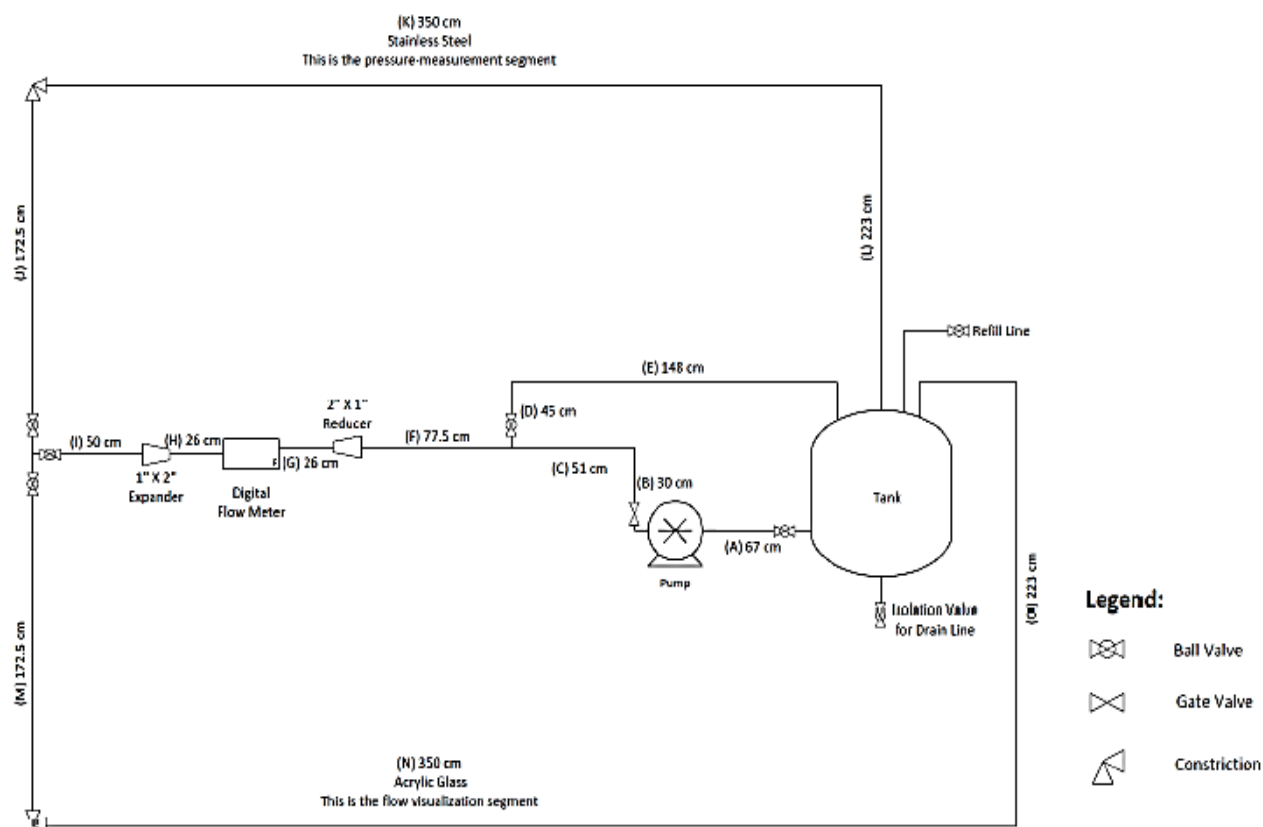 (K) 350 cm
Stainless Steel
This is the pressure-measurement segment
(J) 172.5 cm
(L) 223 cm
Refill Line
(E) 148 cm
2" X 1"
Reducer
(D) 45 cm
(I) 50 cm
(H) 26 cm
(F) 77.5 cm
F
(G) 26 cm
(C) 51 cm
1" X 2"
Expander
Digital
Flow Meter
(B) 30 cm
Tank
(A) 67 cm
Pump
Isolation Valve
for Drain Line
223 cm
Legend:
Ball Valve
Gate Valve
Constriction
(M) 172.5 cm
(N) 350 cm
Acrylic Glass
This is the flow visualization segment